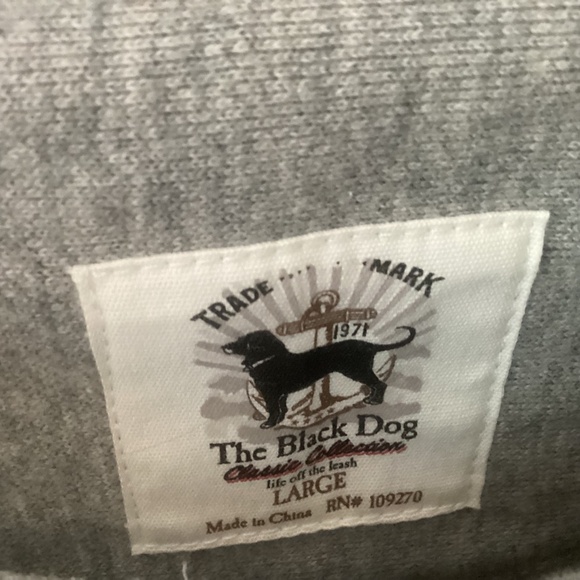 TRADE MARK
1971
The Black Dog
Classic Collection
life off the leash
LARGE
Made in China RN# 109270